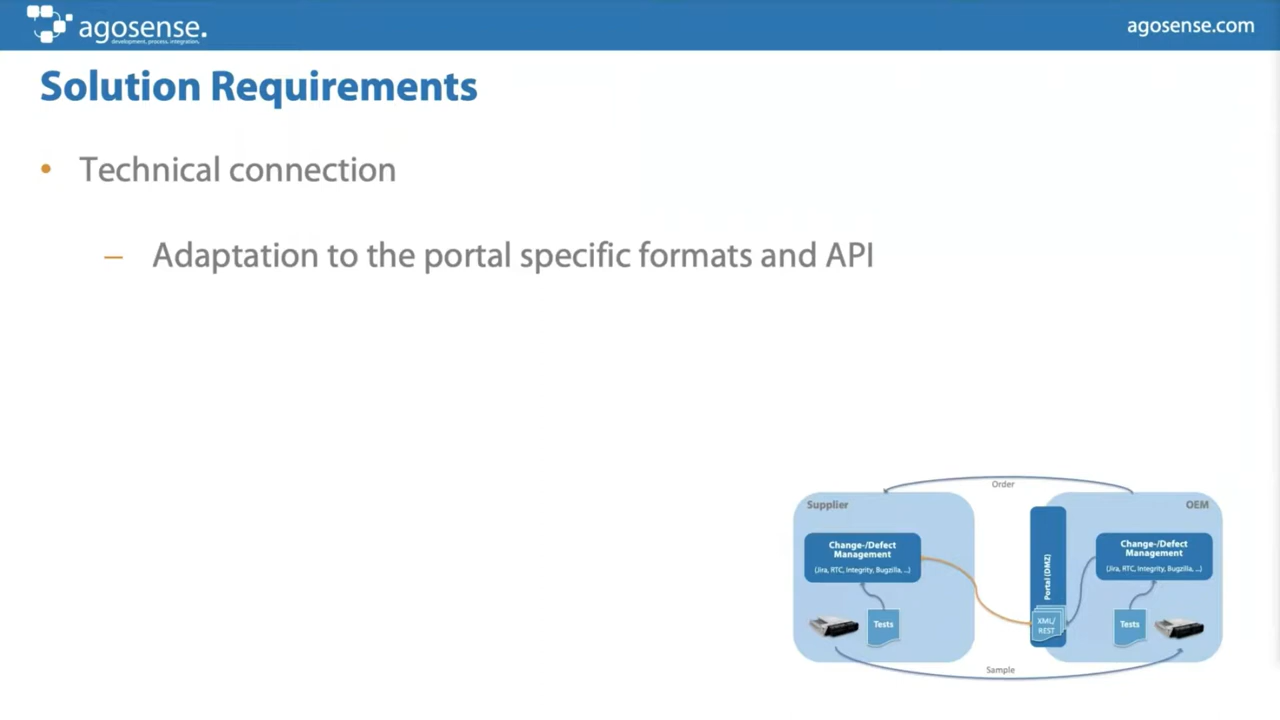 agosense.
development, process, integration.
agosense.com
Solution Requirements
• Technical connection
– Adaptation to the portal specific formats and API
Order
Supplier
OEM
Change-/Defect
Management
(Jira, RTC, Integrity, Bugzilla, ...)
Portal (DMZ)
Change-/Defect
Management
(Jira, RTC, Integrity, Bugzilla, ...)
Tests
XML/
REST
Tests
Sample